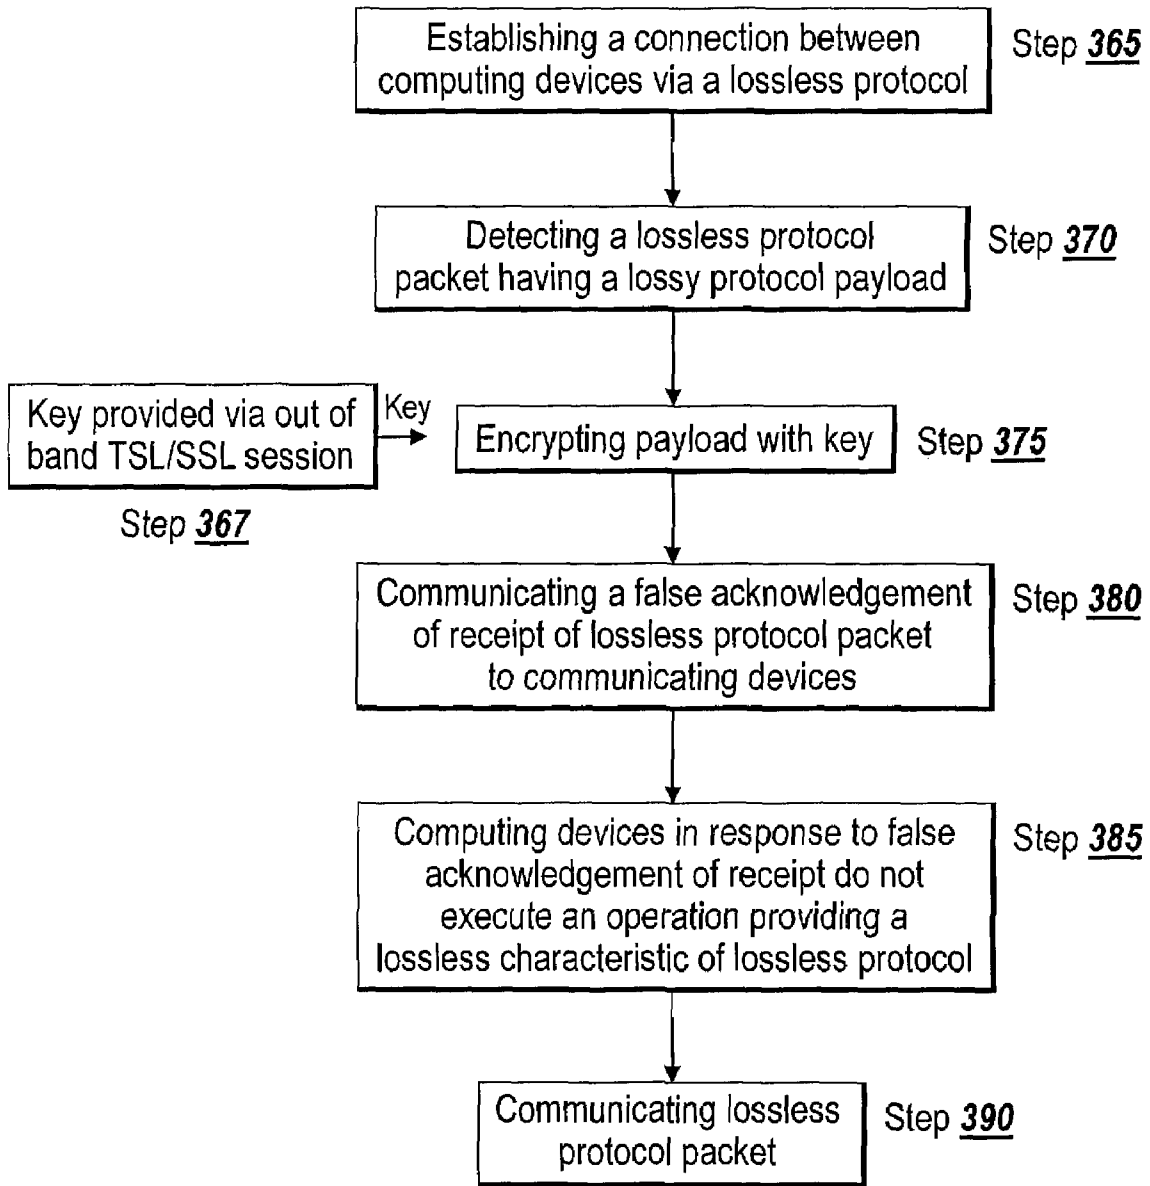 Establishing a connection between
computing devices via a lossless protocol
Step 365
Detecting a lossless protocol
packet having a lossy protocol payload
Step 370
Key provided via out of
band TSL/SSL session
Key
Step 367
Encrypting payload with key
Step 375
Communicating a false acknowledgement
of receipt of lossless protocol packet
to communicating devices
Step 380
Computing devices in response to false
acknowledgement of receipt do not
execute an operation providing a
lossless characteristic of lossless protocol
Step 385
Communicating lossless
protocol packet
Step 390